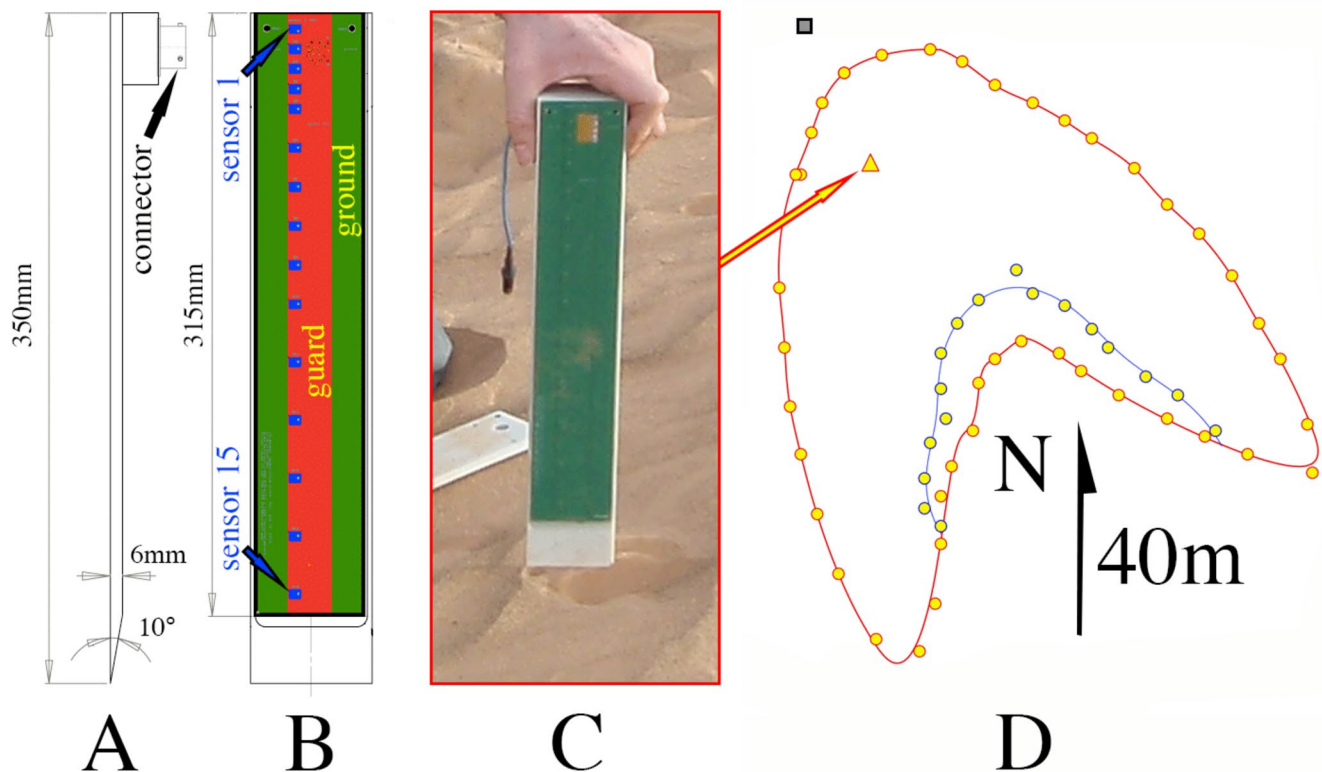 350mm
connector
6mm
10°
315mm
sensor 1
ground
guard
sensor 15
N
40m
A
B
C
D